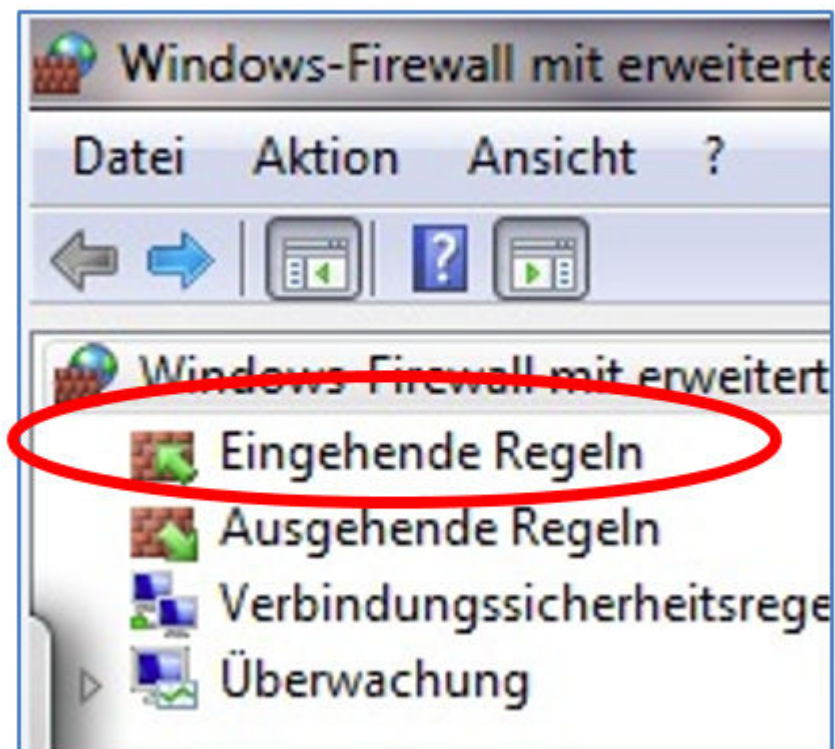 Windows-Firewall mit erweiterte
Datei Aktion Ansicht ?
Windows-Firewall mit erweitert
Eingehende Regeln
Ausgehende Regeln
Verbindungssicherheitsrege
Überwachung